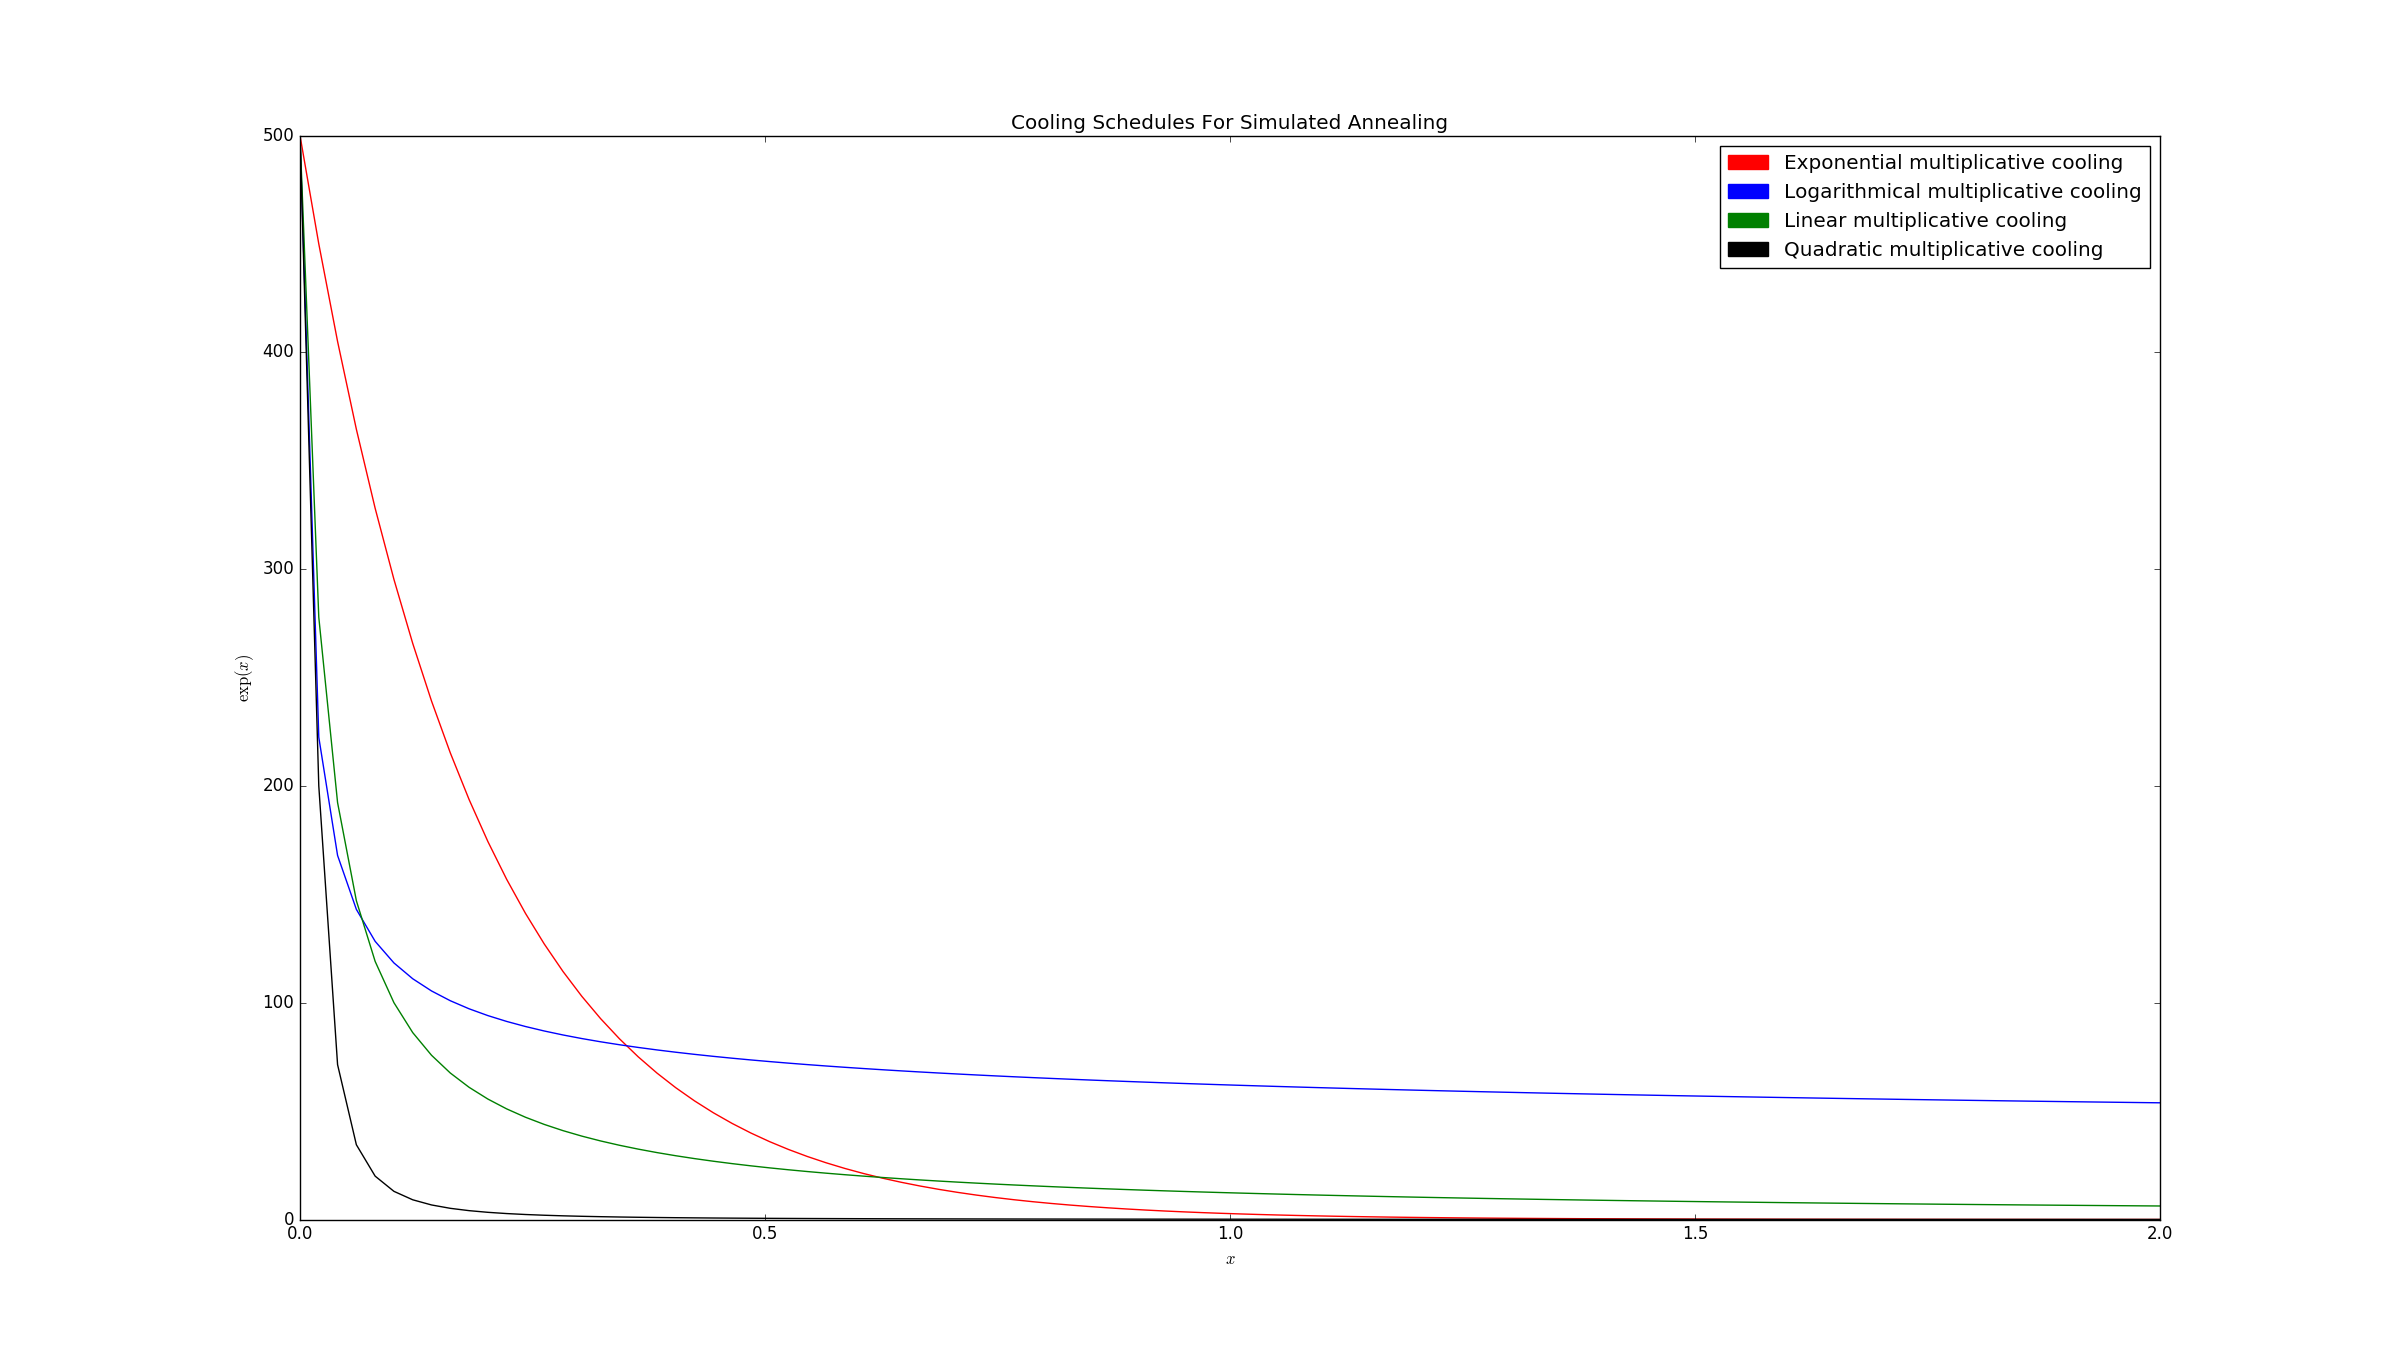 Cooling Schedules For Simulated Annealing
Exponential multiplicative cooling
Logarithmical multiplicative cooling
Linear multiplicative cooling
Quadratic multiplicative cooling
500
400
300
200
100
0
exp(x)
0.0 0.5 1.0 1.5 2.0
x